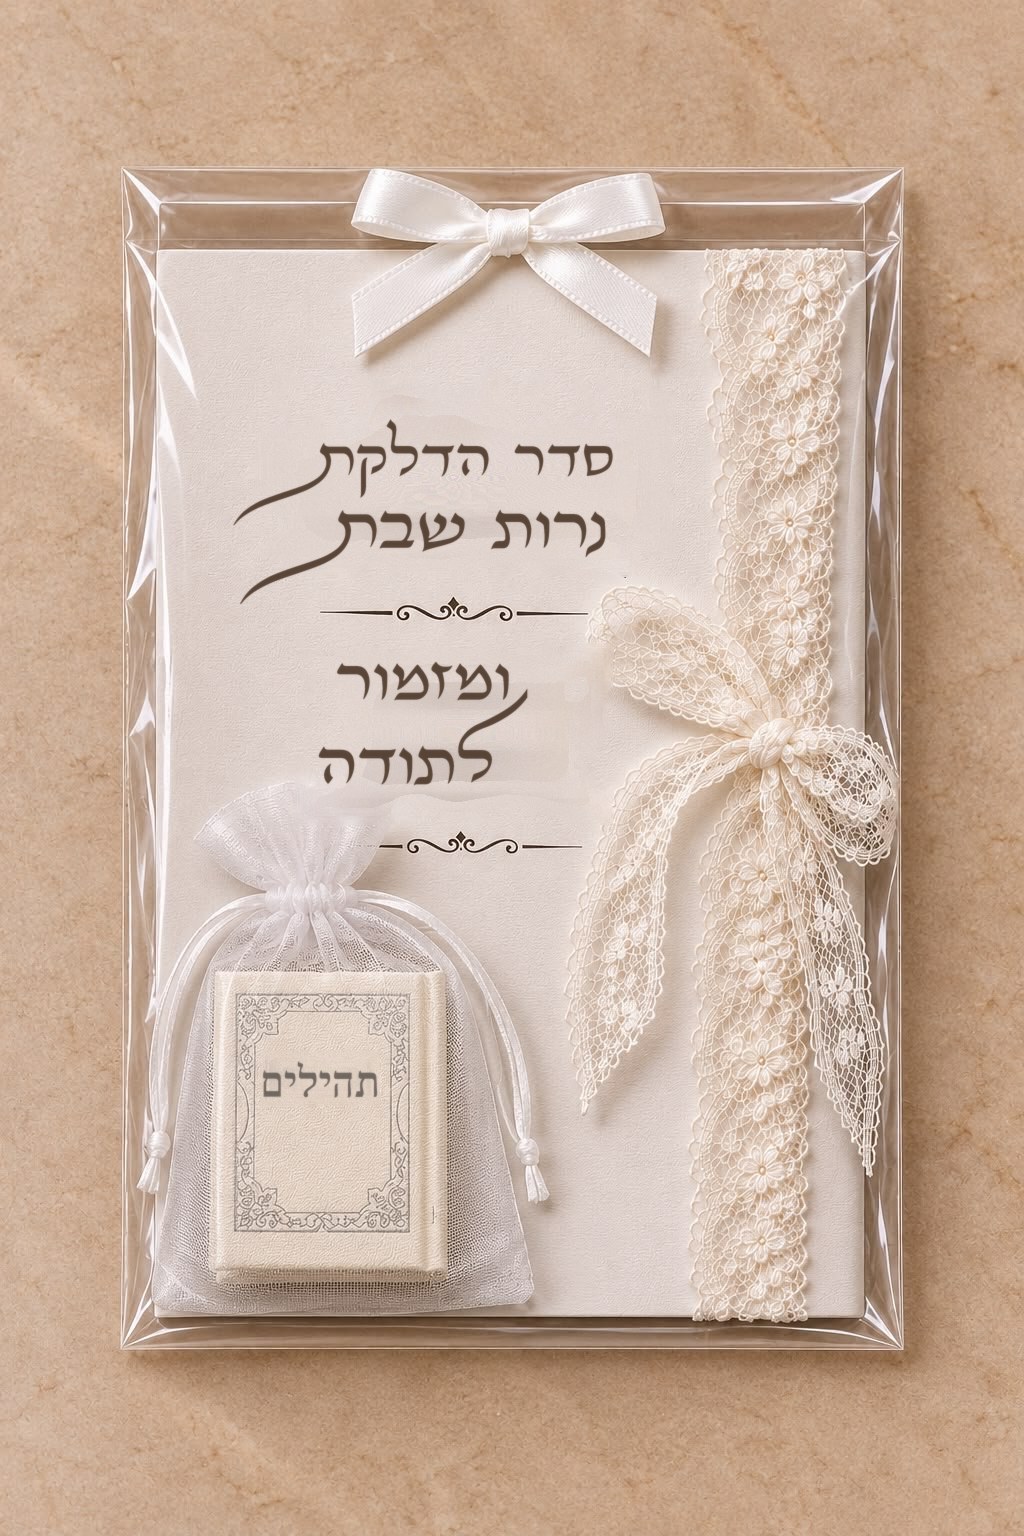 סדר הדלקת
נרות שבת
ומזמור
לתודה
תהילים